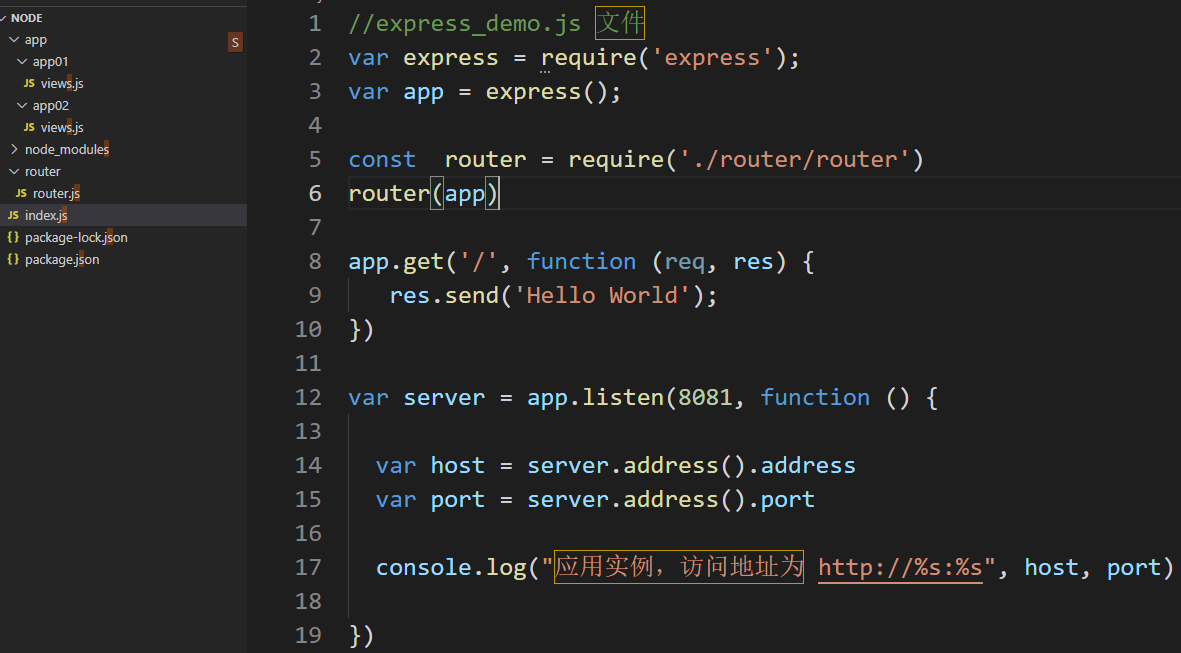 NODE
app
S
app01
JS views.js
app02
JS views.js
node_modules
router
JS router.js
JS index.js
{} package-lock.json
{} package.json
1 //express_demo.js 文件
2 var express = require('express');
3 var app = express();
4
5 const  router = require('./router/router')
6 router(app)
7
8 app.get('/', function (req, res) {
9    res.send('Hello World');
10 })
11
12 var server = app.listen(8081, function () {
13
14   var host = server.address().address
15   var port = server.address().port
16
17   console.log("应用实例，访问地址为 http://%s:%s", host, port)
18
19 })